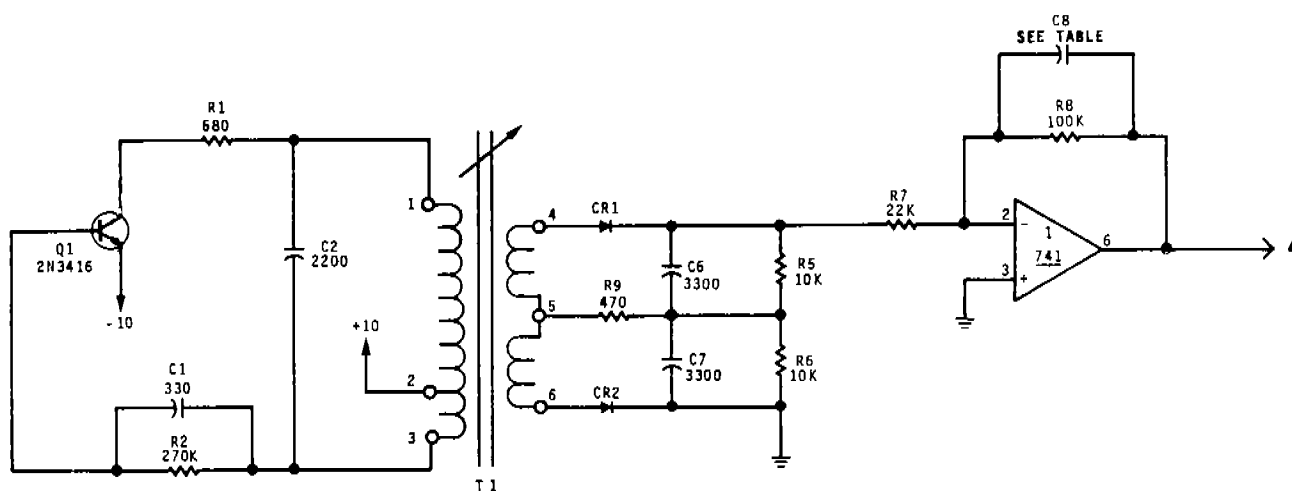 C8
SEE TABLE
R8
100K
R1
680
R7
22K
2
3
-
+
1
741
6
4
CR1
1
Q1
2N3416
-10
C2
2200
C6
3300
R5
10K
R9
470
5
+10
2
C7
3300
R6
10K
C1
330
R2
270K
3
6
CR2
T1